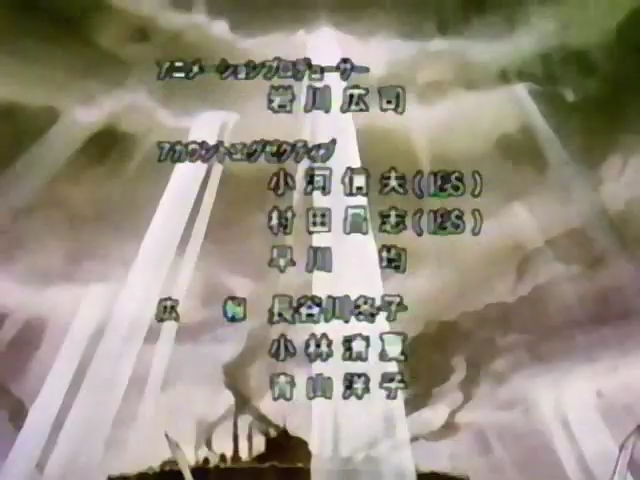 アニメーションプロデューサー
岩川広司
アカウントエグゼクティブ
小河信夫(IES)
村田昌志(IES)
早川 均
広 報 長谷川冬子
小林清夏
青山洋子